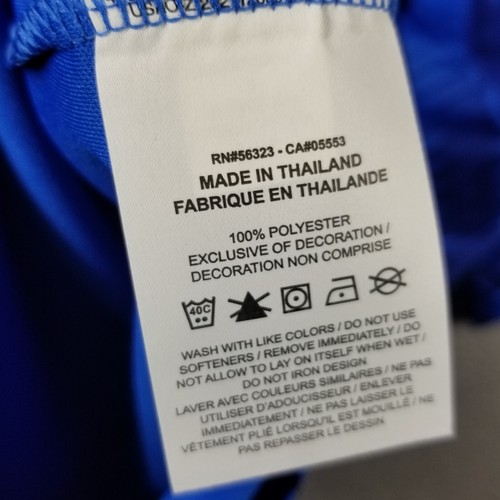 RN#56323 - CA#05553
MADE IN THAILAND
FABRIQUE EN THAILANDE
100% POLYESTER
EXCLUSIVE OF DECORATION /
DECORATION NON COMPRISE
40C
WASH WITH LIKE COLORS / DO NOT USE
SOFTENERS / REMOVE IMMEDIATELY / DO
NOT ALLOW TO LAY ON ITSELF WHEN WET /
DO NOT IRON DESIGN
LAVER AVEC COULEURS SIMILAIRES / NE PAS
UTILISER D'ADOUCISSEUR / ENLEVER
IMMEDIATEMENT / NE PAS LAISSER LE
VÊTEMENT PLIÉ LORSQU'IL EST MOUILLÉ / NE
PAS REPASSER LE DESSIN